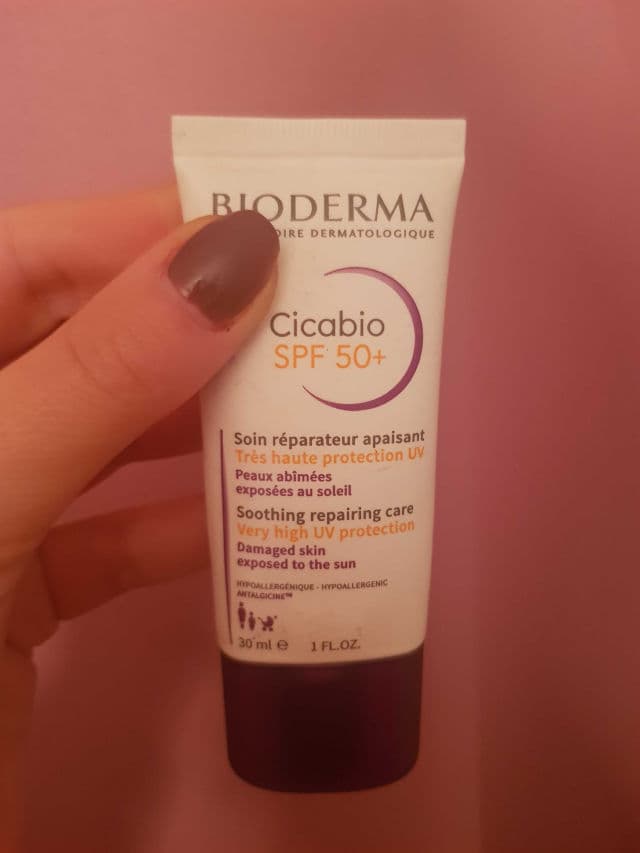 BIODERMA
DERMATOLOGIQUE
Cicabio
SPF 50+
Soin réparateur apaisant
Très haute protection UV
Peaux abîmées
exposées au soleil
Soothing repairing care
Very high UV protection
Damaged skin
exposed to the sun
HYPOALLERGÉNIQUE - HYPOALLERGENIC
ANTALGICINE™
30 ml ℮ 1 FL.OZ.